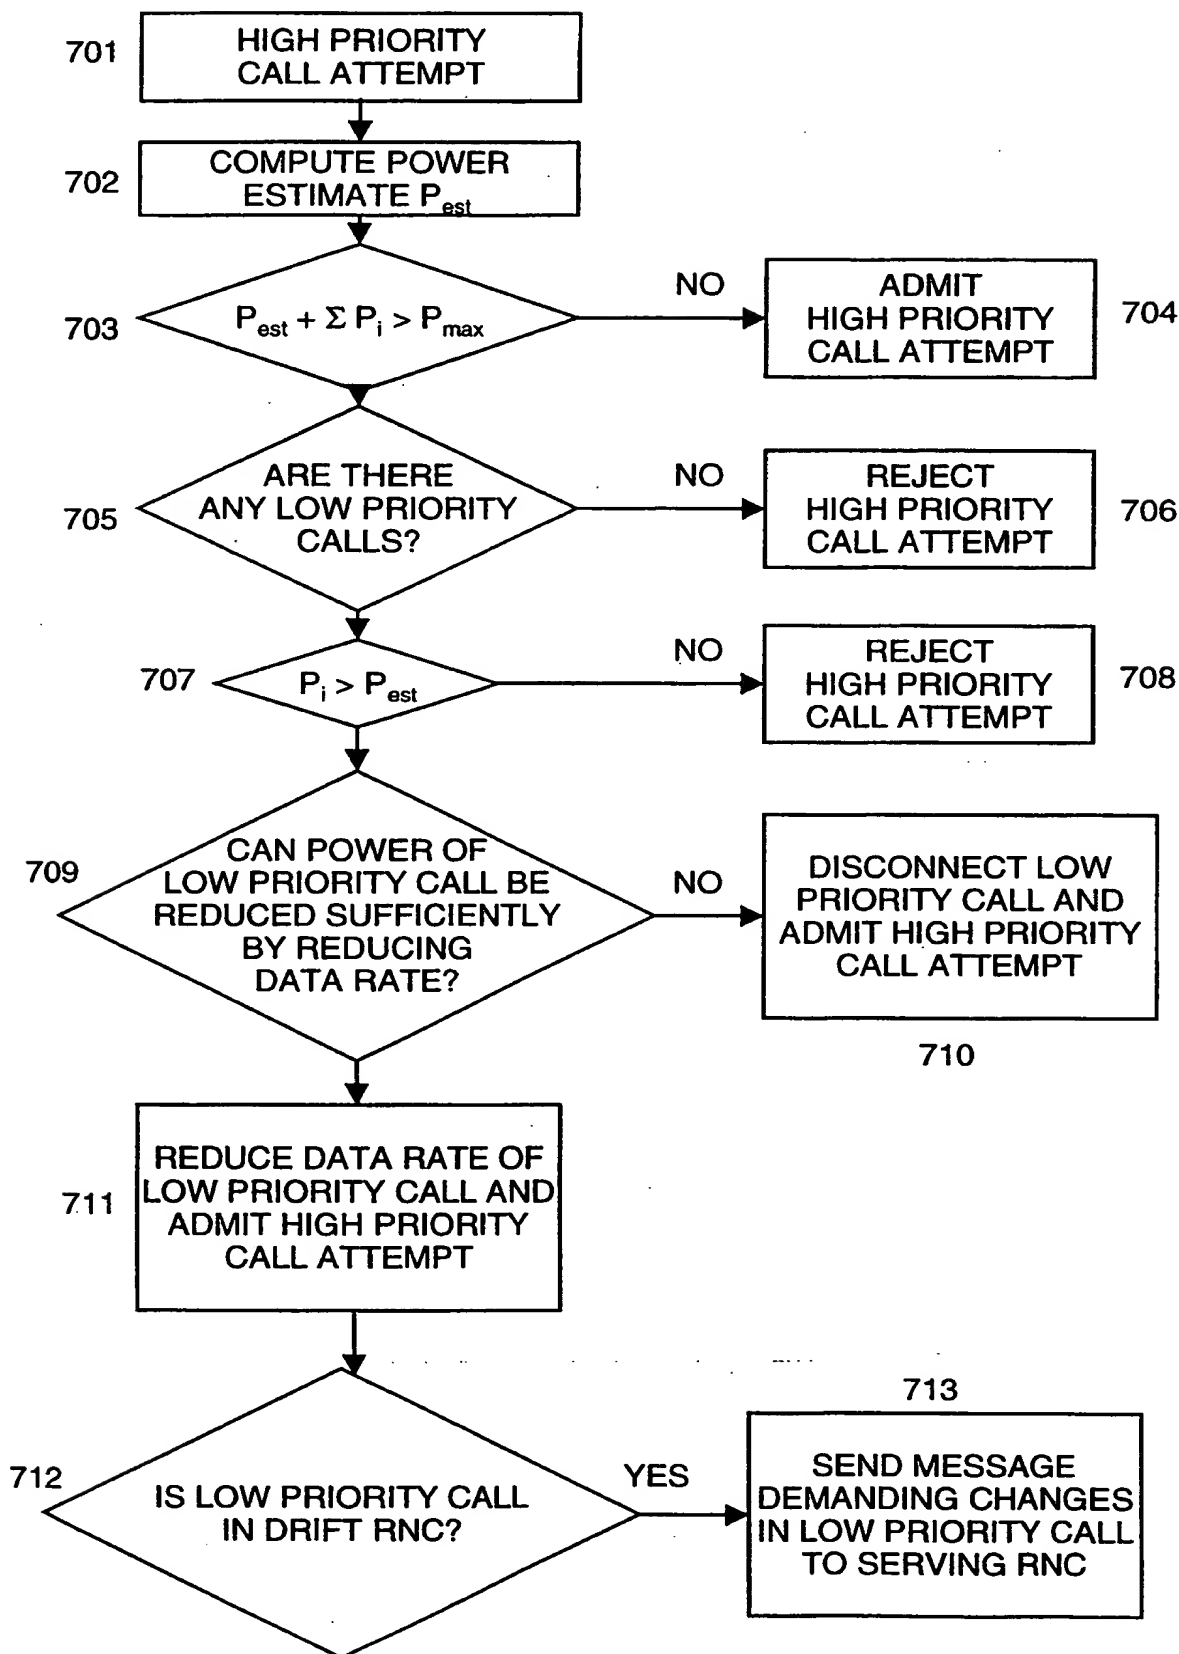 701
HIGH PRIORITY
CALL ATTEMPT
702
COMPUTE POWER
ESTIMATE Pest
703
Pest + Σ Pi > Pmax
NO
ADMIT
HIGH PRIORITY
CALL ATTEMPT
704
705
ARE THERE
ANY LOW PRIORITY
CALLS?
NO
REJECT
HIGH PRIORITY
CALL ATTEMPT
706
707
Pi > Pest
NO
REJECT
HIGH PRIORITY
CALL ATTEMPT
708
709
CAN POWER OF
LOW PRIORITY CALL BE
REDUCED SUFFICIENTLY
BY REDUCING
DATA RATE?
NO
DISCONNECT LOW
PRIORITY CALL AND
ADMIT HIGH PRIORITY
CALL ATTEMPT
710
711
REDUCE DATA RATE OF
LOW PRIORITY CALL AND
ADMIT HIGH PRIORITY
CALL ATTEMPT
712
IS LOW PRIORITY CALL
IN DRIFT RNC?
YES
713
SEND MESSAGE
DEMANDING CHANGES
IN LOW PRIORITY CALL
TO SERVING RNC